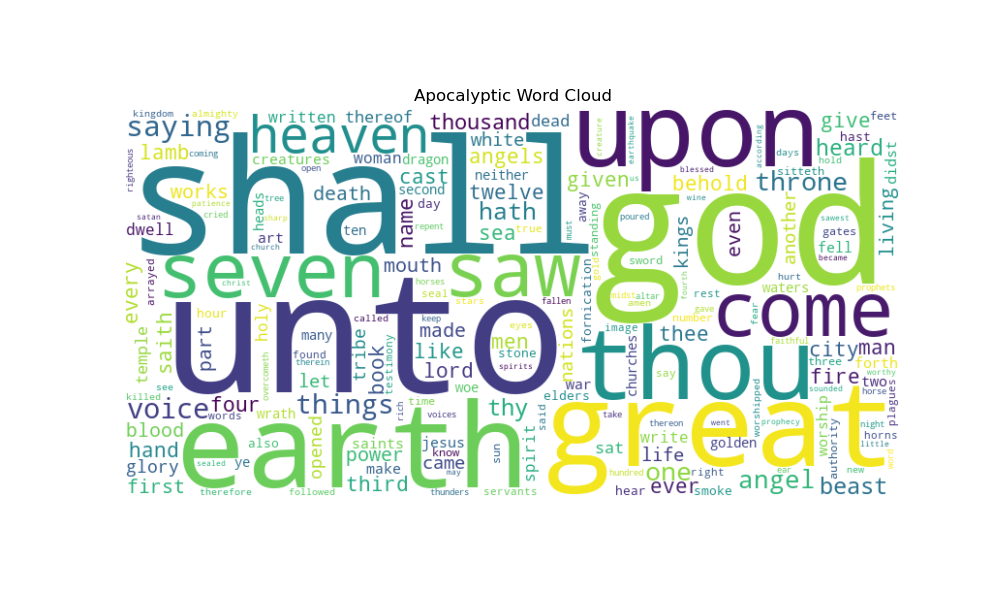 Apocalyptic Word Cloud
kingdom almighty written thereof thousand dead upon give feet
saying heaven white creature earthquake according days hast heard didst
righteous lamb coming creatures open woman dragon angels us blessed hold
works tree death cast neither given behold sitteth throne
satan patience heads second twelve away wine
dwell cried sharp name day hath true must standing poured another sawest living
shall art ten repent sea god even gates
church kings fell became
seven saw mouth sword
every arrayed christ horses fornication gold hurt waters prophets
seal stars fallen midst altar fourth rest come
unto hour holy called keep amen gave fear
temple saith part many tribe made eyes men nations image number thee faithful city man
found therein book testimony like stone churches thou three forth
see overcometh let lord spirits say fire two worthy
killed things rich woe war worshipped sounded horse plagues
voice four words time thy elders take went
blood wrath voices said thereon prophecy worship night
hand also opened saints jesus sun spirit great sat write golden authority horns
glory ye power know came life right ear little
sealed make may one new word
first therefore followed third thunders servants hundred hear ever smoke angel beast
earth